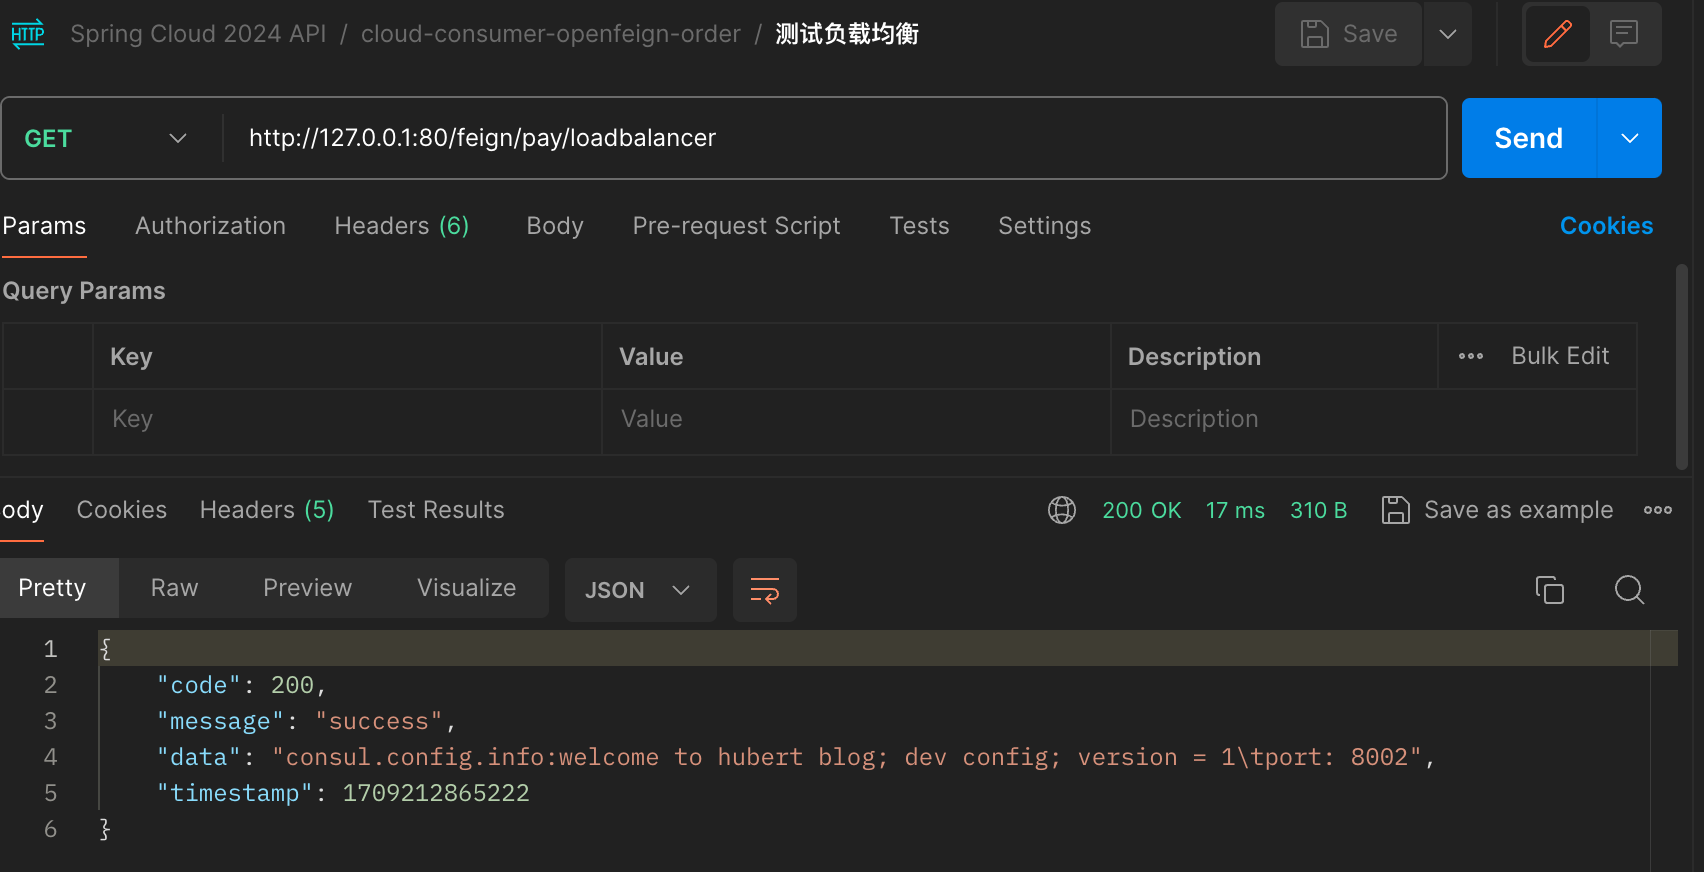 HTTP Spring Cloud 2024 API / cloud-consumer-openfeign-order / 测试负载均衡 Save
GET http://127.0.0.1:80/feign/pay/loadbalancer Send
Params Authorization Headers (6) Body Pre-request Script Tests Settings Cookies
Query Params
Key Value Description Bulk Edit
Key Value Description
ody Cookies Headers (5) Test Results 200 OK 17 ms 310 B Save as example
Pretty Raw Preview Visualize JSON
1 {
2 "code": 200,
3 "message": "success",
4 "data": "consul.config.info:welcome to hubert blog; dev config; version = 1\tport: 8002",
5 "timestamp": 1709212865222
6 }